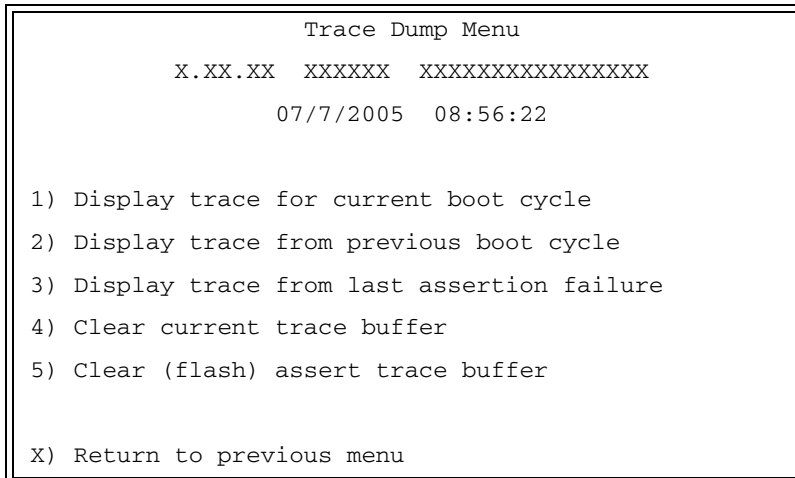 Trace Dump Menu
X.XX.XX XXXXXX XXXXXXXXXXXXXXXX
07/7/2005 08:56:22
1) Display trace for current boot cycle
2) Display trace from previous boot cycle
3) Display trace from last assertion failure
4) Clear current trace buffer
5) Clear (flash) assert trace buffer
X) Return to previous menu